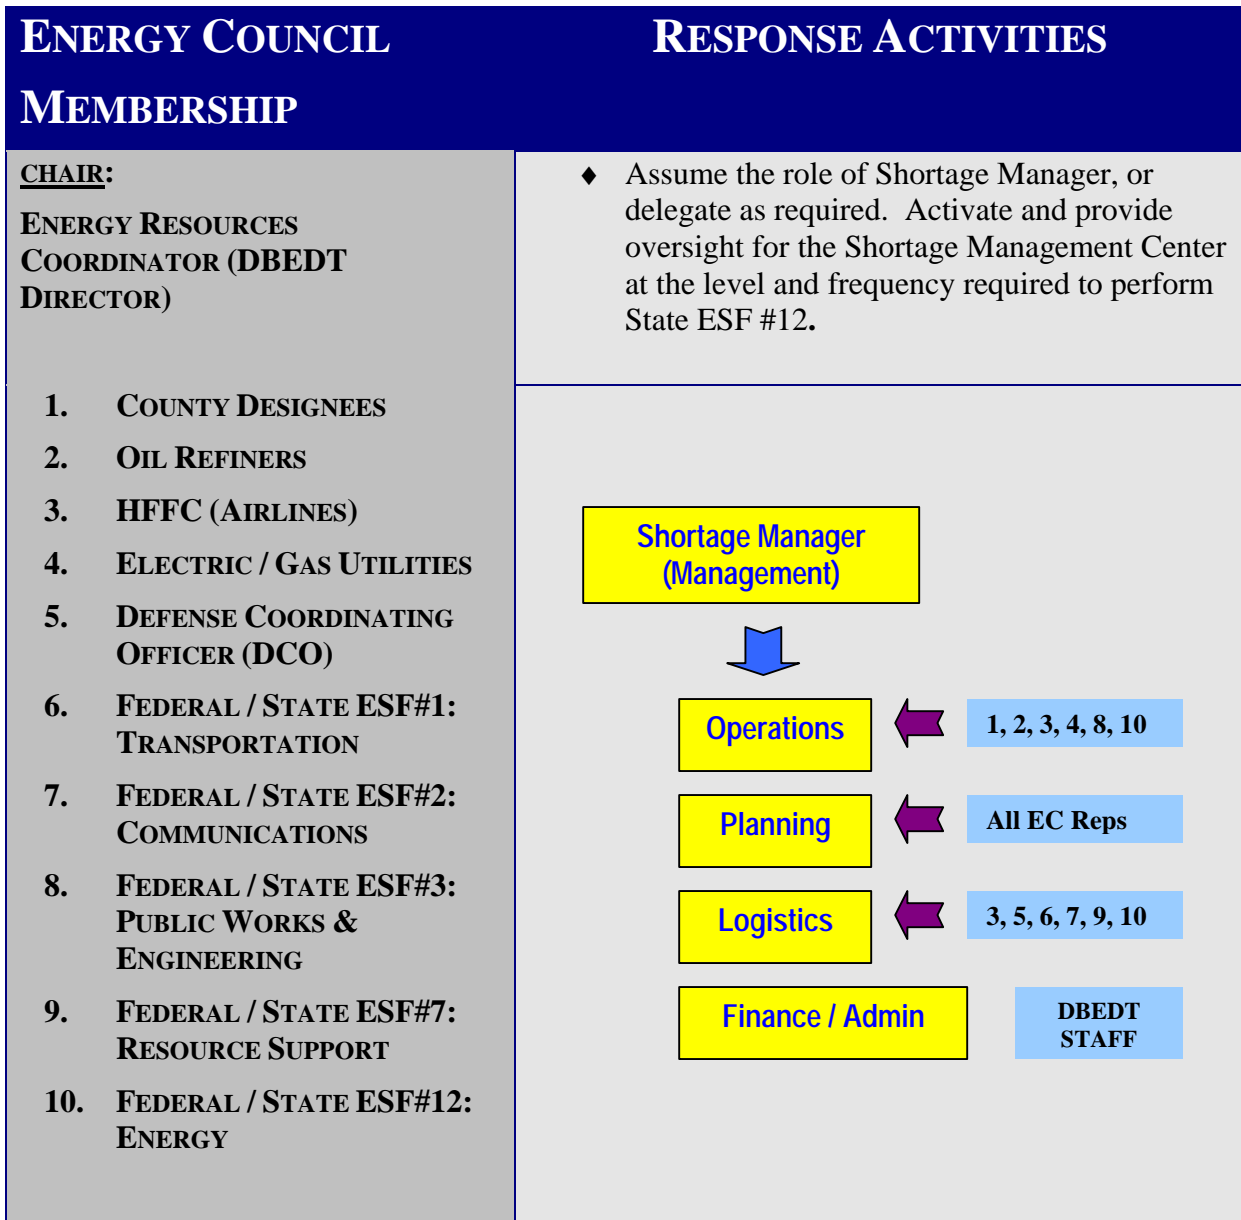 ENERGY COUNCIL
MEMBERSHIP
RESPONSE ACTIVITIES
CHAIR:
ENERGY RESOURCES
COORDINATOR (DBEDT
DIRECTOR)
♦ Assume the role of Shortage Manager, or
delegate as required. Activate and provide
oversight for the Shortage Management Center
at the level and frequency required to perform
State ESF #12.
1. COUNTY DESIGNEES
2. OIL REFINERS
3. HFFC (AIRLINES)
4. ELECTRIC / GAS UTILITIES
5. DEFENSE COORDINATING
OFFICER (DCO)
6. FEDERAL / STATE ESF#1:
TRANSPORTATION
7. FEDERAL / STATE ESF#2:
COMMUNICATIONS
8. FEDERAL / STATE ESF#3:
PUBLIC WORKS &
ENGINEERING
9. FEDERAL / STATE ESF#7:
RESOURCE SUPPORT
10. FEDERAL / STATE ESF#12:
ENERGY
Shortage Manager
(Management)
Operations
1, 2, 3, 4, 8, 10
Planning
All EC Reps
Logistics
3, 5, 6, 7, 9, 10
Finance / Admin
DBEDT
STAFF